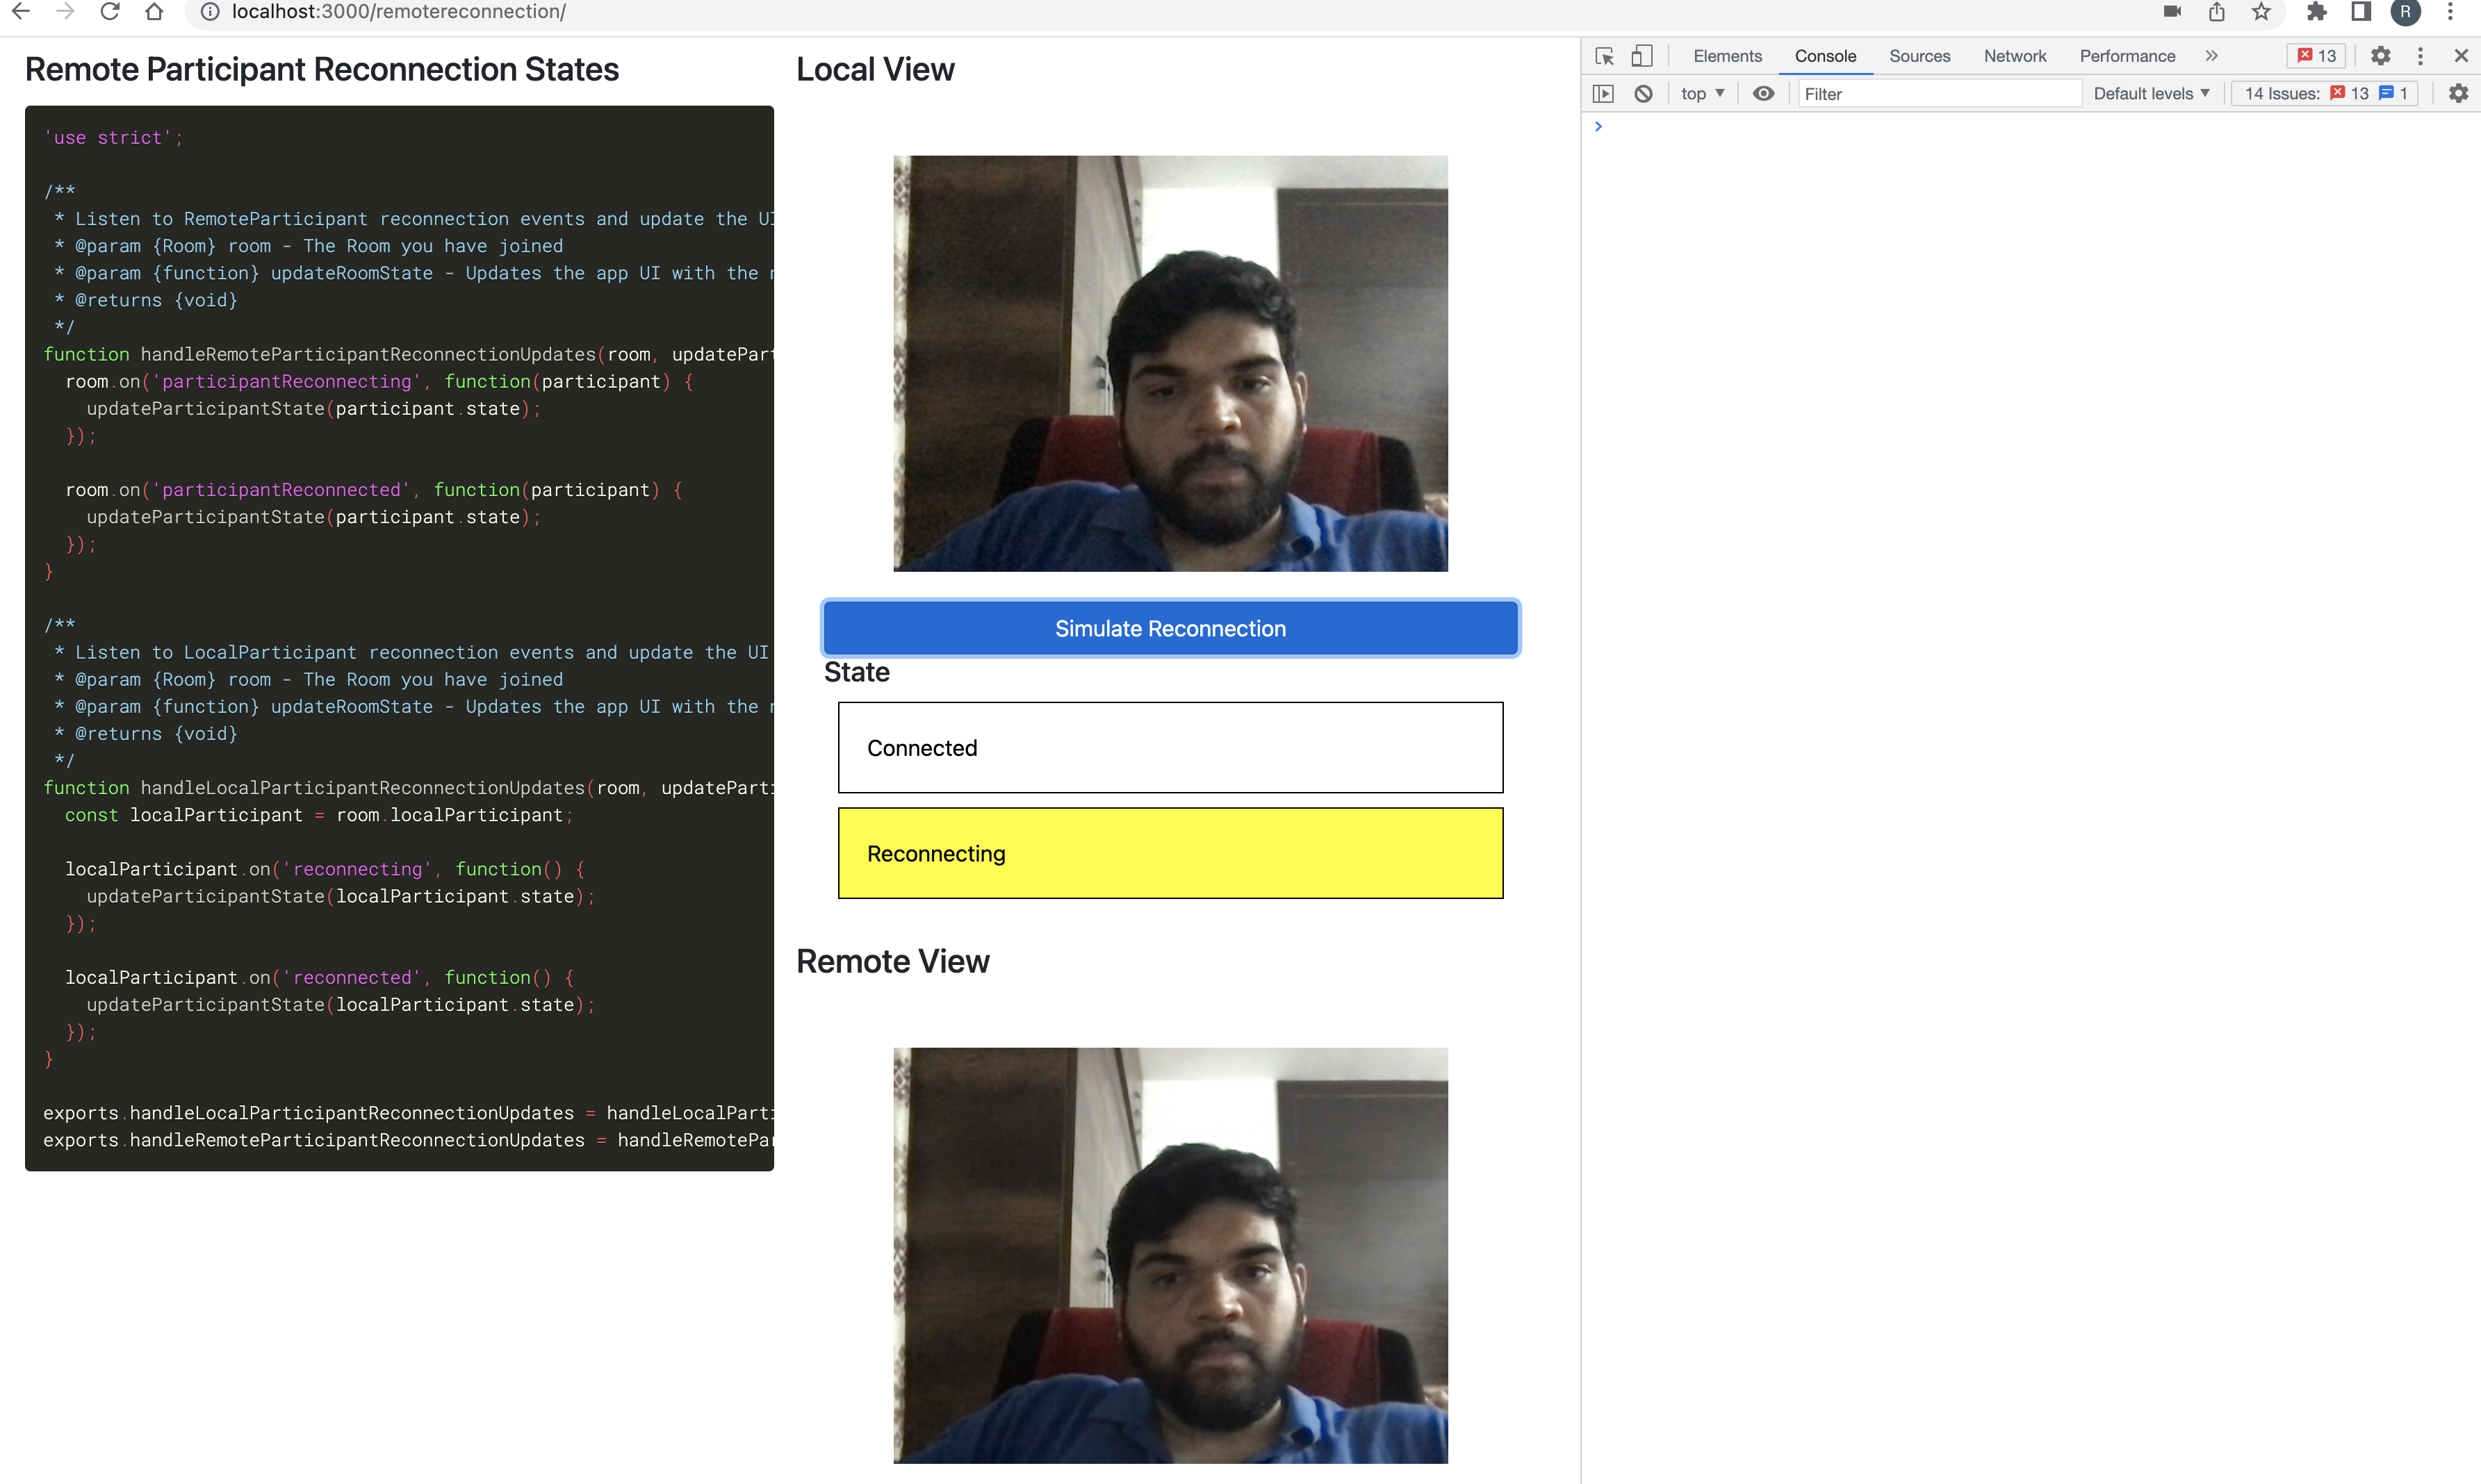 localhost:3000/remotereconnection/
R
Remote Participant Reconnection States
'use strict';
/**
 * Listen to RemoteParticipant reconnection events and update the UI
 * @param {Room} room - The Room you have joined
 * @param {function} updateRoomState - Updates the app UI with the
 * @returns {void}
 */
function handleRemoteParticipantReconnectionUpdates(room, updatePart
  room.on('participantReconnecting', function(participant) {
    updateParticipantState(participant.state);
  });
  room.on('participantReconnected', function(participant) {
    updateParticipantState(participant.state);
  });
}
/**
 * Listen to LocalParticipant reconnection events and update the UI
 * @param {Room} room - The Room you have joined
 * @param {function} updateRoomState - Updates the app UI with the
 * @returns {void}
 */
function handleLocalParticipantReconnectionUpdates(room, updateParti
  const localParticipant = room.localParticipant;
  localParticipant.on('reconnecting', function() {
    updateParticipantState(localParticipant.state);
  });
  localParticipant.on('reconnected', function() {
    updateParticipantState(localParticipant.state);
  });
}
exports.handleLocalParticipantReconnectionUpdates = handleLocalParti
exports.handleRemoteParticipantReconnectionUpdates = handleRemotePar
Local View
Simulate Reconnection
State
Connected
Reconnecting
Remote View
Elements Console Sources Network Performance » 13
top ▼ Filter Default levels ▼ 14 Issues: 13 1
>